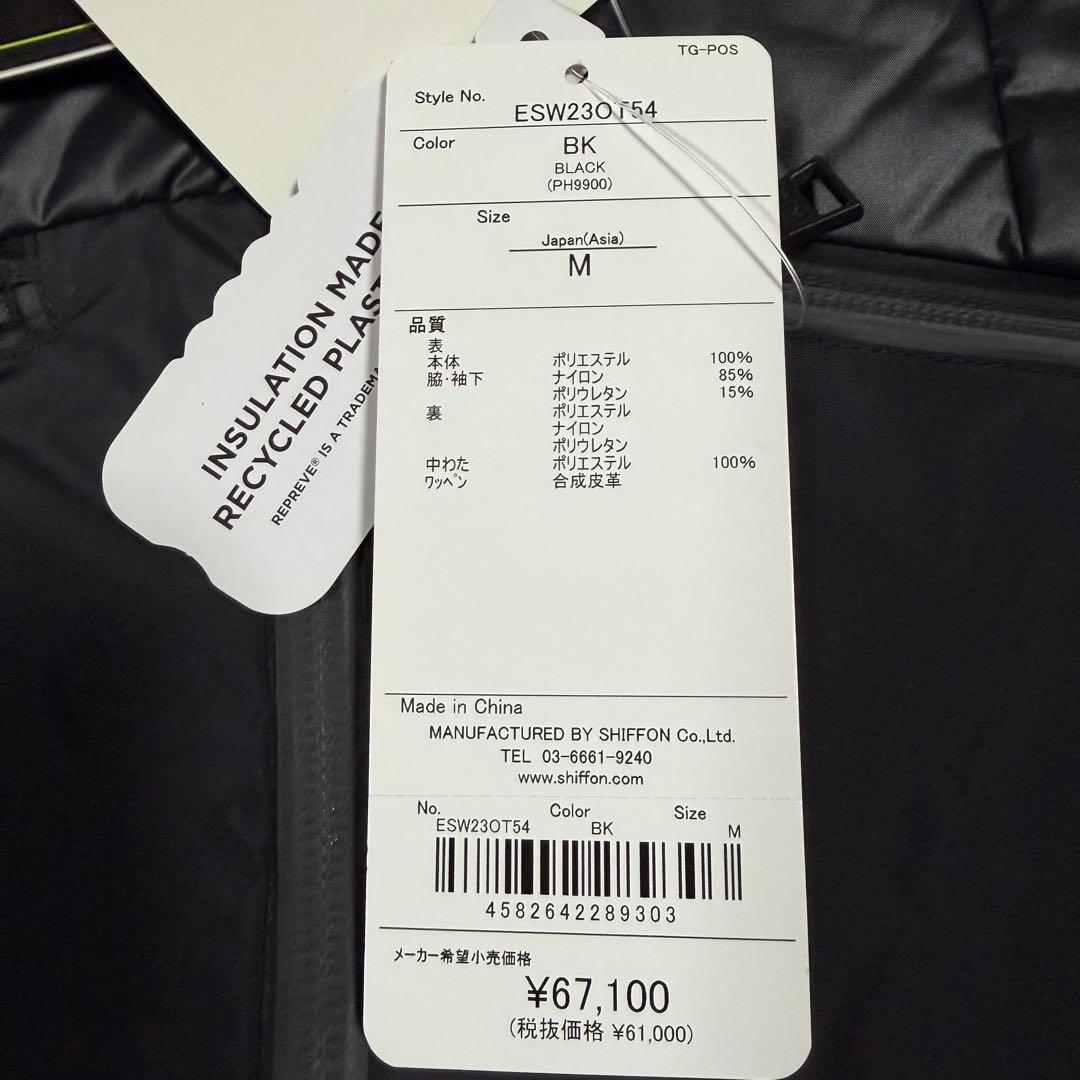 TG-POS
Style No.
ESW23OT54
Color
BK
BLACK
(PH9900)
Size
Japan(Asia)
M
品質
表
本体 ポリエステル 100%
脇・袖下 ナイロン 85%
ポリウレタン 15%
裏 ポリエステル
ナイロン
ポリウレタン
中わた ポリエステル 100%
ワッペン 合成皮革
Made in China
MANUFACTURED BY SHIFFON Co.,Ltd.
TEL 03-6661-9240
www.shiffon.com
No. Color Size
ESW23OT54 BK M
4582642289303
メーカー希望小売価格
¥67,100
(税抜価格 ¥61,000)
INSULATION MADE
RECYCLED
REPREVE® IS A